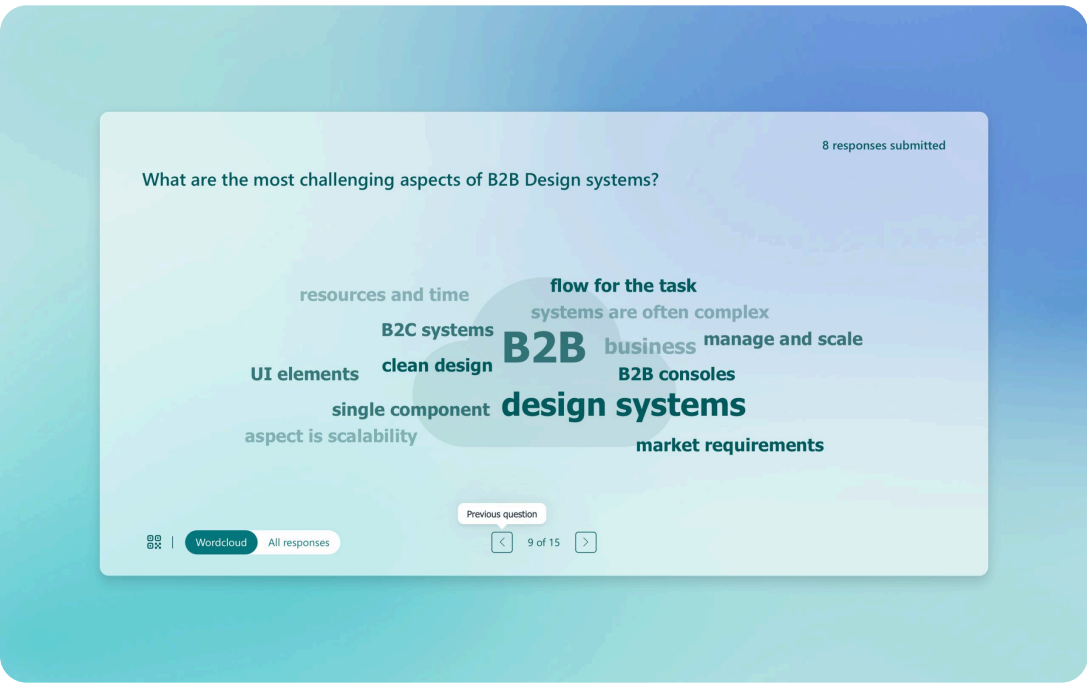 8 responses submitted
What are the most challenging aspects of B2B Design systems?
flow for the task
resources and time
systems are often complex
B2C systems
B2B
business
manage and scale
clean design
UI elements
B2B consoles
single component
design systems
aspect is scalability
market requirements
Previous question
Wordcloud
All responses
9 of 15